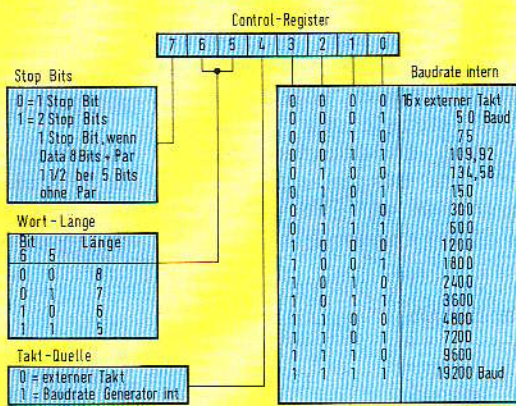 Control-Register
7 6 5 4 3 2 1 0
Stop Bits
0 = 1 Stop Bit
1 = 2 Stop Bits
1 Stop Bit, wenn
Data 8 Bits + Par
1 1/2 bei 5 Bits
ohne Par
Wort-Länge
Bit Länge
6 5
0 0 8
0 1 7
1 0 6
1 1 5
Takt-Quelle
0 = externer Takt
1 = Baudrate Generator int
Baudrate intern
0 0 0 0 16x externer Takt
0 0 0 1 50 Baud
0 0 1 0 75
0 0 1 1 109,92
0 1 0 0 134,58
0 1 0 1 150
0 1 1 0 300
0 1 1 1 600
1 0 0 0 1200
1 0 0 1 1800
1 0 1 0 2400
1 0 1 1 3600
1 1 0 0 4800
1 1 0 1 7200
1 1 1 0 9600
1 1 1 1 19200 Baud